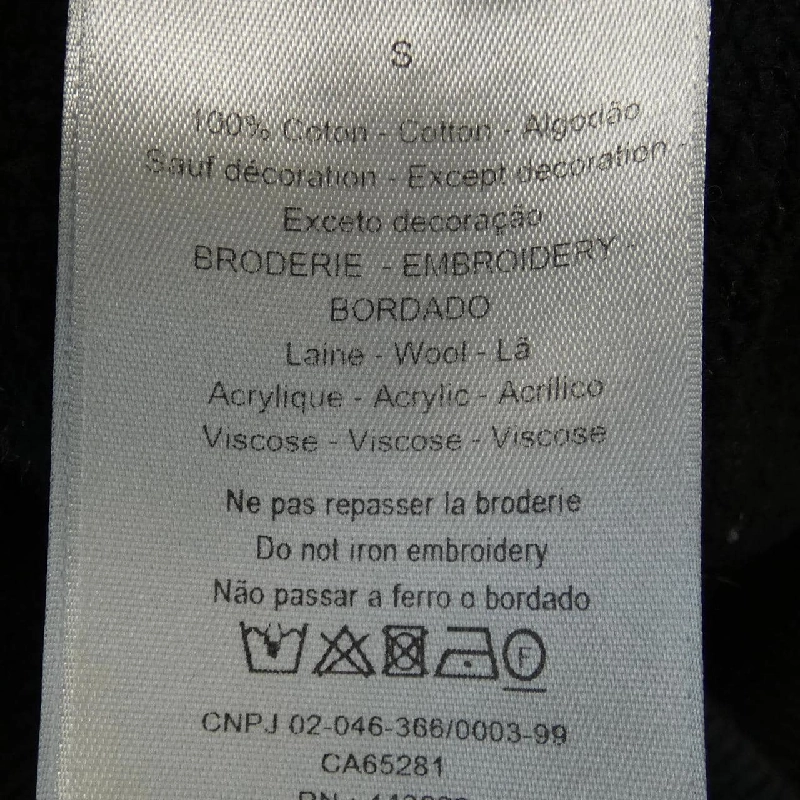 S
100% Coton - Cotton - Algodão
Sauf décoration - Except decoration -
Exceto decoração
BRODERIE - EMBROIDERY -
BORDADO
Laine - Wool - Lã
Acrylique - Acrylic - Acrílico
Viscose - Viscose - Viscose
Ne pas repasser la broderie
Do not iron embroidery
Não passar a ferro o bordado
F
CNPJ 02-046-366/0003-99
CA65281